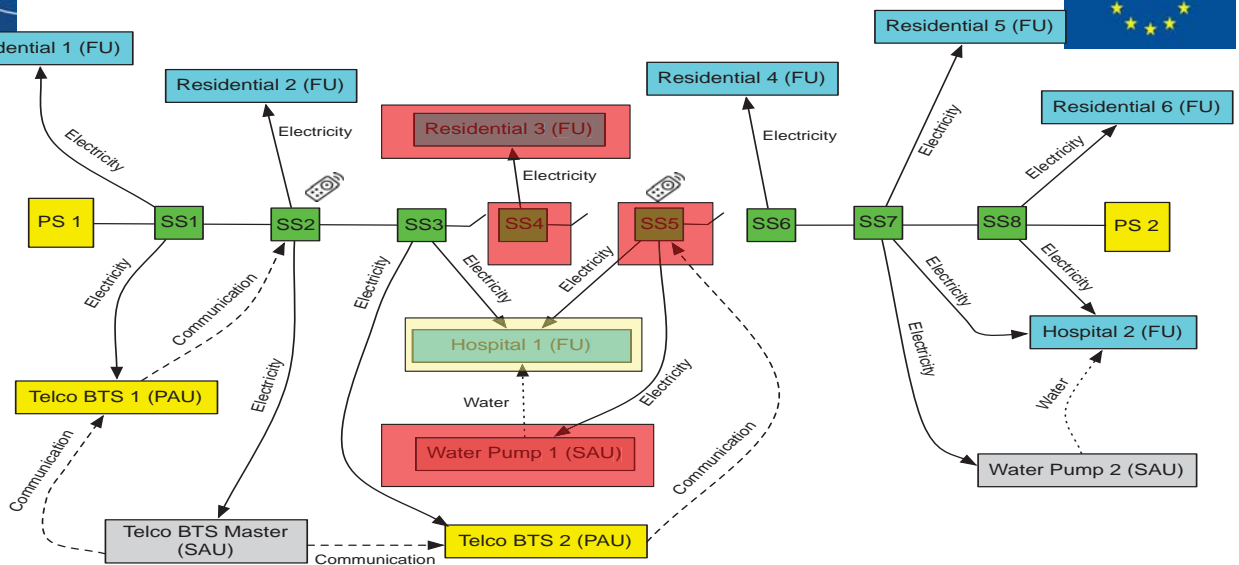 dential 1 (FU)
Residential 2 (FU)
Residential 3 (FU)
Residential 4 (FU)
Residential 5 (FU)
Residential 6 (FU)
Electricity
Electricity
Electricity
Electricity
Electricity
Electricity
PS 1
SS1
SS2
SS3
SS4
SS5
SS6
SS7
SS8
PS 2
Electricity
Communication
Electricity
Electricity
Electricity
Electricity
Electricity
Electricity
Electricity
Electricity
Hospital 1 (FU)
Hospital 2 (FU)
Telco BTS 1 (PAU)
Water
Water
Water Pump 1 (SAU)
Water Pump 2 (SAU)
Communication
Communication
Telco BTS Master
(SAU)
Communication
Telco BTS 2 (PAU)